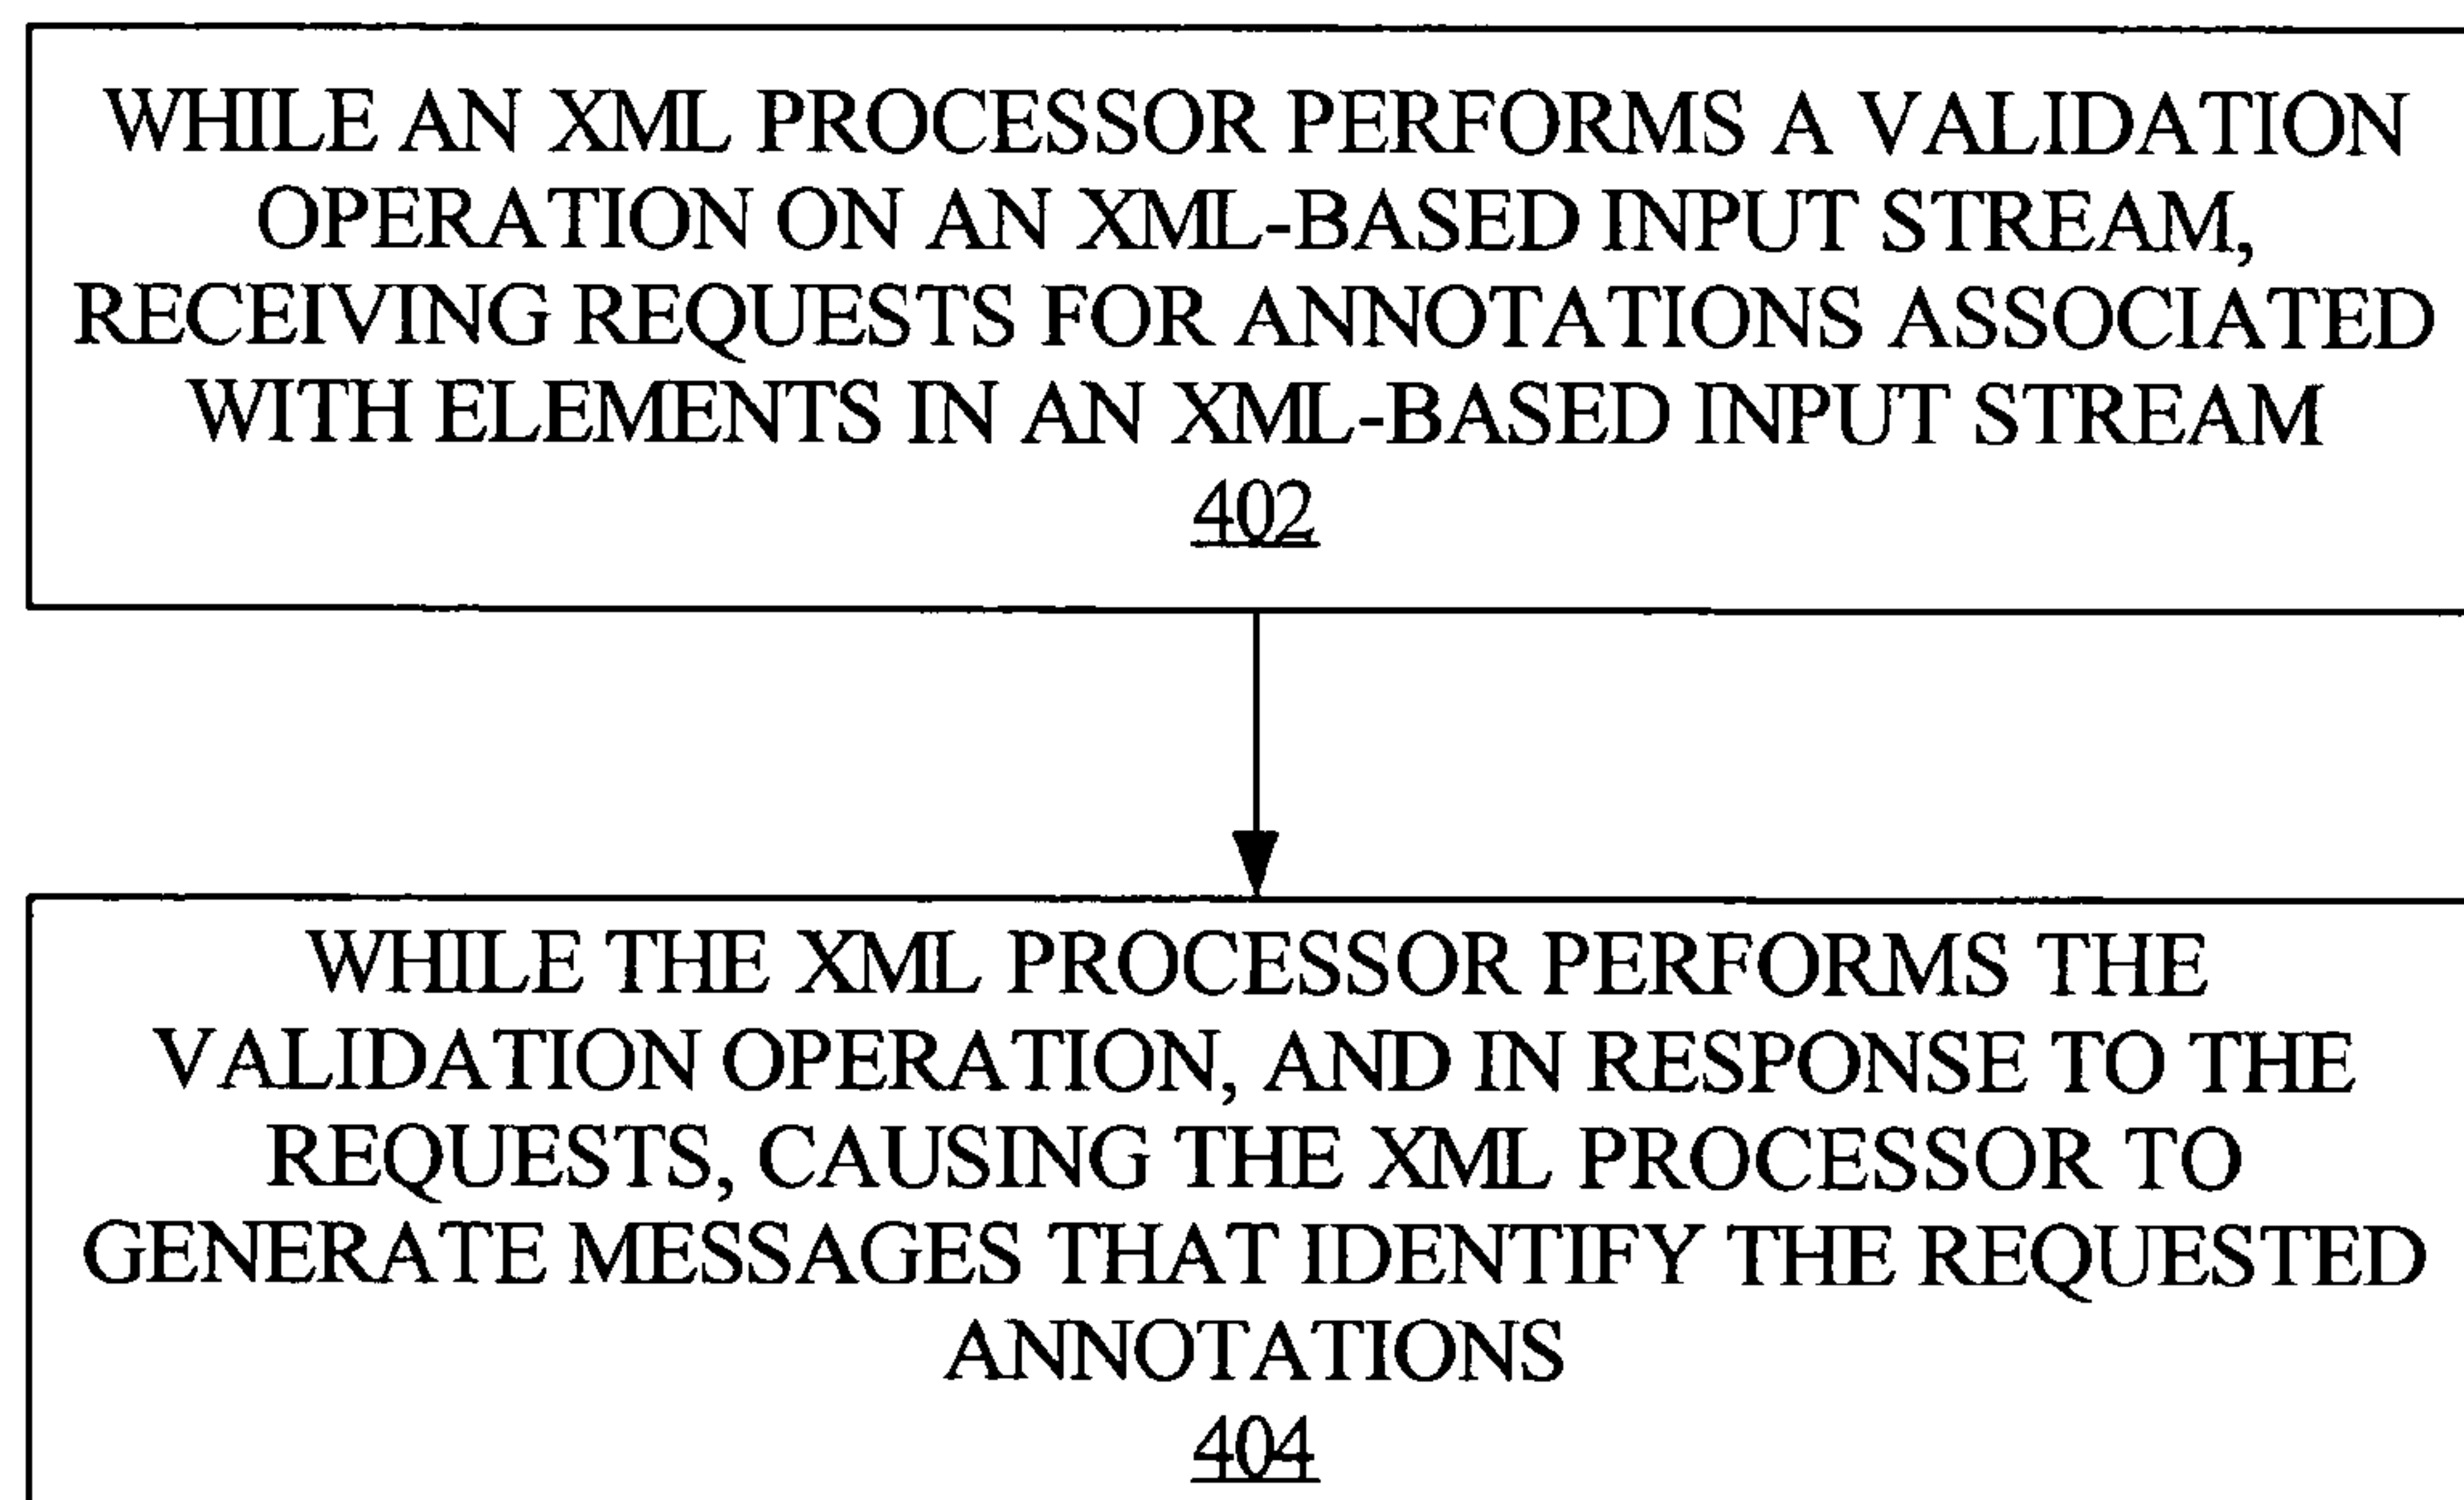 WHILE AN XML PROCESSOR PERFORMS A VALIDATION
OPERATION ON AN XML-BASED INPUT STREAM,
RECEIVING REQUESTS FOR ANNOTATIONS ASSOCIATED
WITH ELEMENTS IN AN XML-BASED INPUT STREAM
402
WHILE THE XML PROCESSOR PERFORMS THE
VALIDATION OPERATION, AND IN RESPONSE TO THE
REQUESTS, CAUSING THE XML PROCESSOR TO
GENERATE MESSAGES THAT IDENTIFY THE REQUESTED
ANNOTATIONS
404